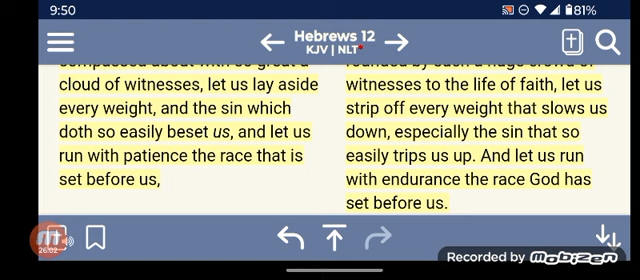 9:50
81%
Hebrews 12
KJV | NLT
cloud of witnesses, let us lay aside
every weight, and the sin which
doth so easily beset us, and let us
run with patience the race that is
set before us,
witnesses to the life of faith, let us
strip off every weight that slows us
down, especially the sin that so
easily trips us up. And let us run
with endurance the race God has
set before us.
26:02
Recorded by Mobizen